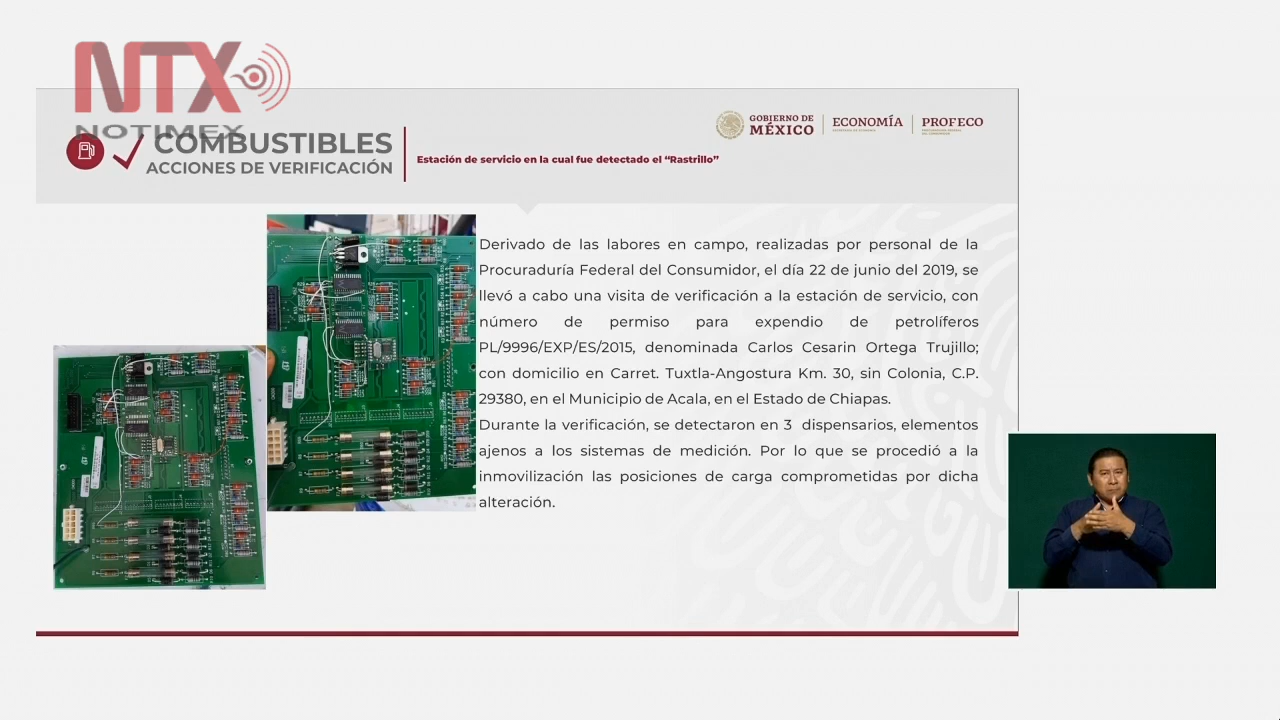 NTX
NOTIMEX
COMBUSTIBLES
ACCIONES DE VERIFICACIÓN
Estación de servicio en la cual fue detectado el “Rastrillo”
GOBIERNO DE
MÉXICO
ECONOMÍA
PROFECO
Derivado de las labores en campo, realizadas por personal de la
Procuraduría Federal del Consumidor, el día 22 de junio del 2019, se
llevó a cabo una visita de verificación a la estación de servicio, con
número de permiso para expendio de petrolíferos
PL/9996/EXP/ES/2015, denominada Carlos Cesarin Ortega Trujillo;
con domicilio en Carret. Tuxtla-Angostura Km. 30, sin Colonia, C.P.
29380, en el Municipio de Acala, en el Estado de Chiapas.
Durante la verificación, se detectaron en 3 dispensarios, elementos
ajenos a los sistemas de medición. Por lo que se procedió a la
inmovilización las posiciones de carga comprometidas por dicha
alteración.